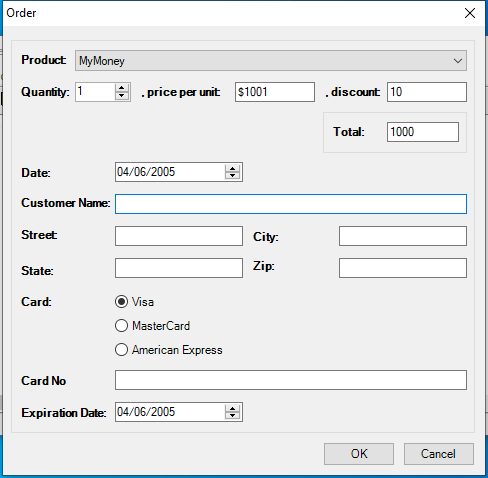 Order
Product: MyMoney
Quantity: 1 , price per unit: $1001 , discount: 10
Total: 1000
Date: 04/06/2005
Customer Name:
Street: City:
State: Zip:
Card: Visa
MasterCard
American Express
Card No
Expiration Date: 04/06/2005
OK Cancel